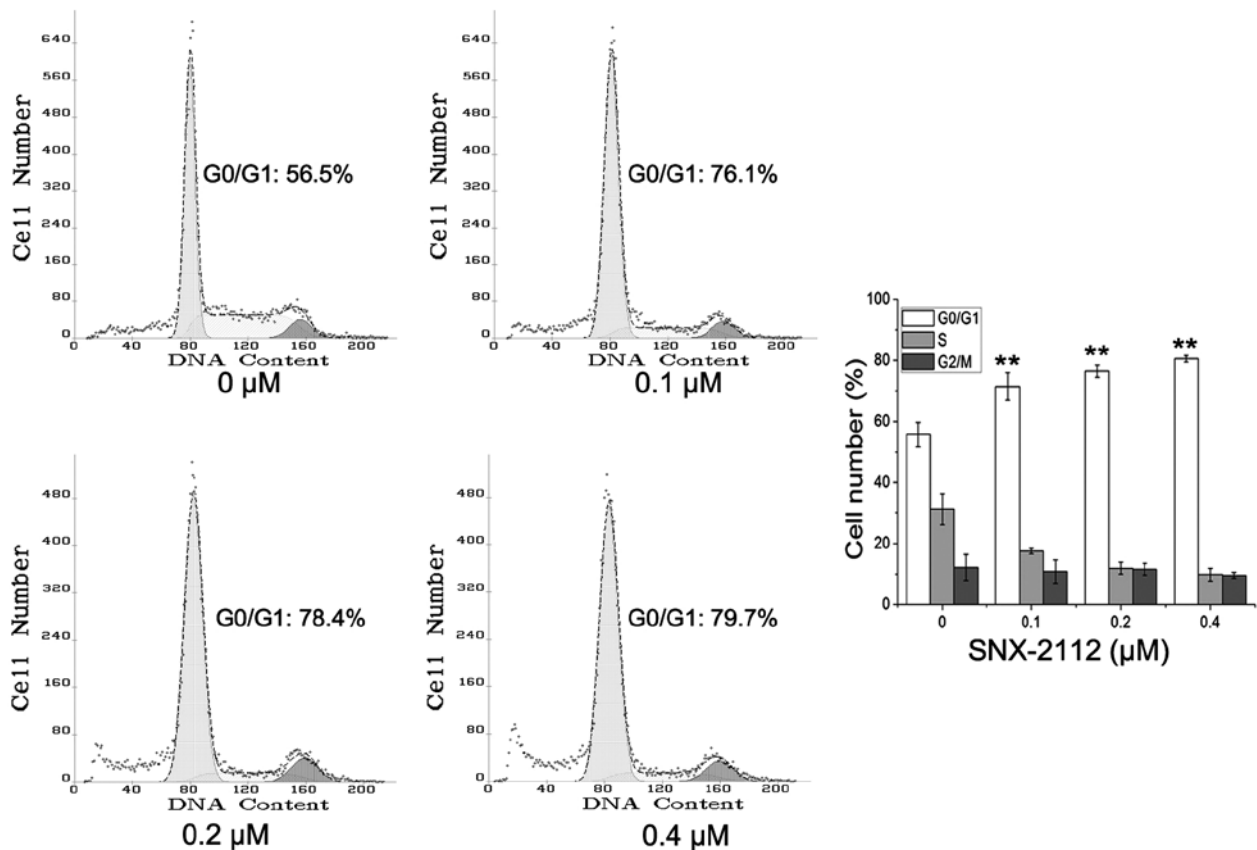 640
560
480
400
320
240
160
80
0
Cell Number
G0/G1: 56.5%
0 40 80 120 160 200
DNA Content
0 µM
640
560
480
400
320
240
160
80
0
Cell Number
G0/G1: 76.1%
0 40 80 120 160 200
DNA Content
0.1 µM
480
400
320
240
160
80
0
Cell Number
G0/G1: 78.4%
0 40 80 120 160 200
DNA Content
0.2 µM
480
400
320
240
160
80
0
Cell Number
G0/G1: 79.7%
0 40 80 120 160 200
DNA Content
0.4 µM
100
80
60
40
20
0
Cell number (%)
G0/G1
S
G2/M
** ** **
0 0.1 0.2 0.4
SNX-2112 (µM)